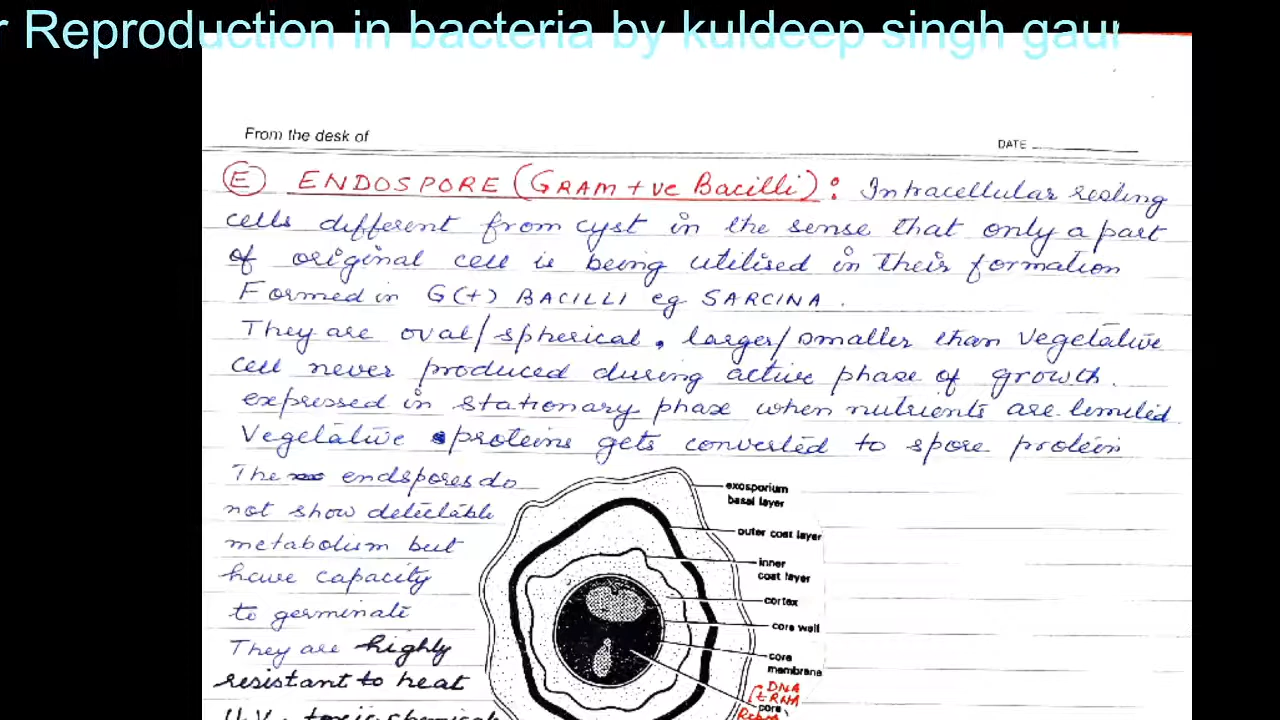 r Reproduction in bacteria by kuldeep singh gaur
From the desk of
DATE
E ENDOSPORE (GRAM +ve Bacilli) : Intracellular resting
cells different from cyst in the sense that only a part
of original cell is being utilised in their formation
Formed in G(+) BACILLI eg SARCINA .
They are oval/spherical . larger/smaller than vegetative
cell never produced during active phase of growth.
expressed in stationary phase when nutrients are limited
Vegetative proteins gets converted to spore protein
The endspores do
not show detectable
metabolism but
have capacity
to germinate
They are highly
resistant to heat
U.V. toxic chemical
exosporium
basal layer
outer coat layer
inner
coat layer
cortex
core wall
core
membrane
DNA
t RNA
core